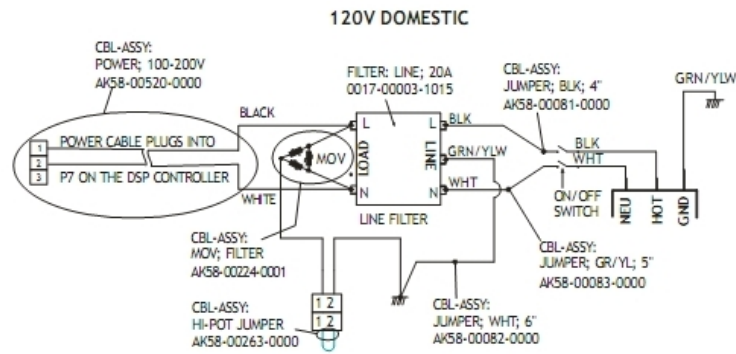 120V DOMESTIC
CBL-ASSY:
POWER; 100-200V
AK58-00520-0000
FILTER: LINE; 20A
0017-00003-1015
CBL-ASSY:
JUMPER; BLK; 4"
AK58-00081-0000
GRN/YLW
BLACK
L
L
BLK
1
POWER CABLE PLUGS INTO
2
3
P7 ON THE DSP CONTROLLER
MOV
LOAD
LINE
GRN/YLW
BLK
WHT
WHITE
N
N
WHT
LINE FILTER
ON/OFF
SWITCH
NEU
HOT
GND
CBL-ASSY:
MOV; FILTER
AK58-00224-0001
CBL-ASSY:
JUMPER; GR/YL; 5"
AK58-00083-0000
CBL-ASSY:
HI-POT JUMPER
AK58-00263-0000
1 2
1 2
CBL-ASSY:
JUMPER; WHT; 6"
AK58-00082-0000